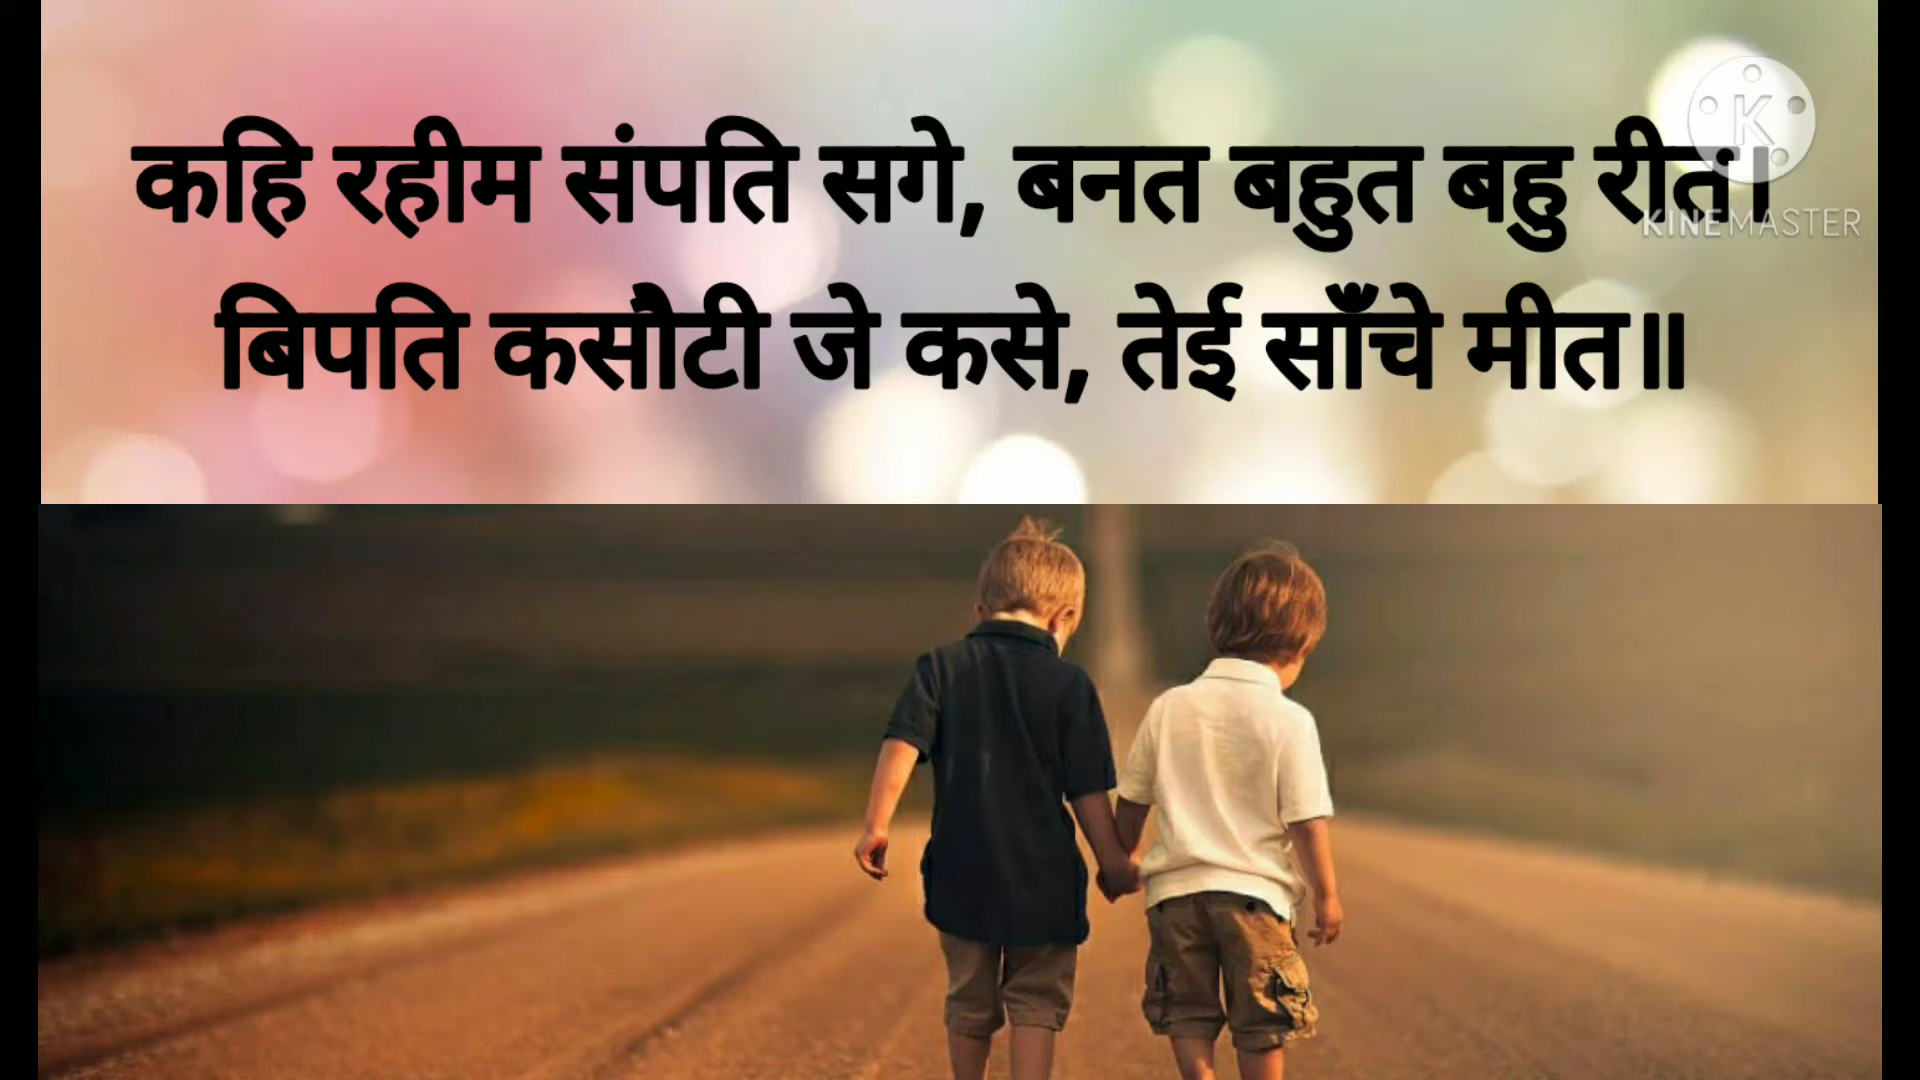 कहि रहीम संपति सगे, बनत बहुत बहु रीत।
बिपति कसौटी जे कसे, तेई साँचे मीत॥
K
KINEMASTER